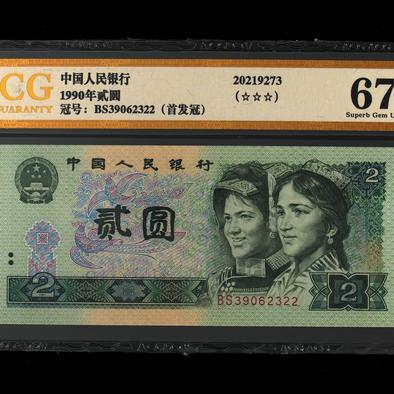 CG
GUARANTY
中国人民银行
1990年贰圆
冠号：BS39062322（首发冠）
20219273
(☆☆☆)
67
Superb Gem U
中国人民银行
2
贰圆
BS39062322
2
2